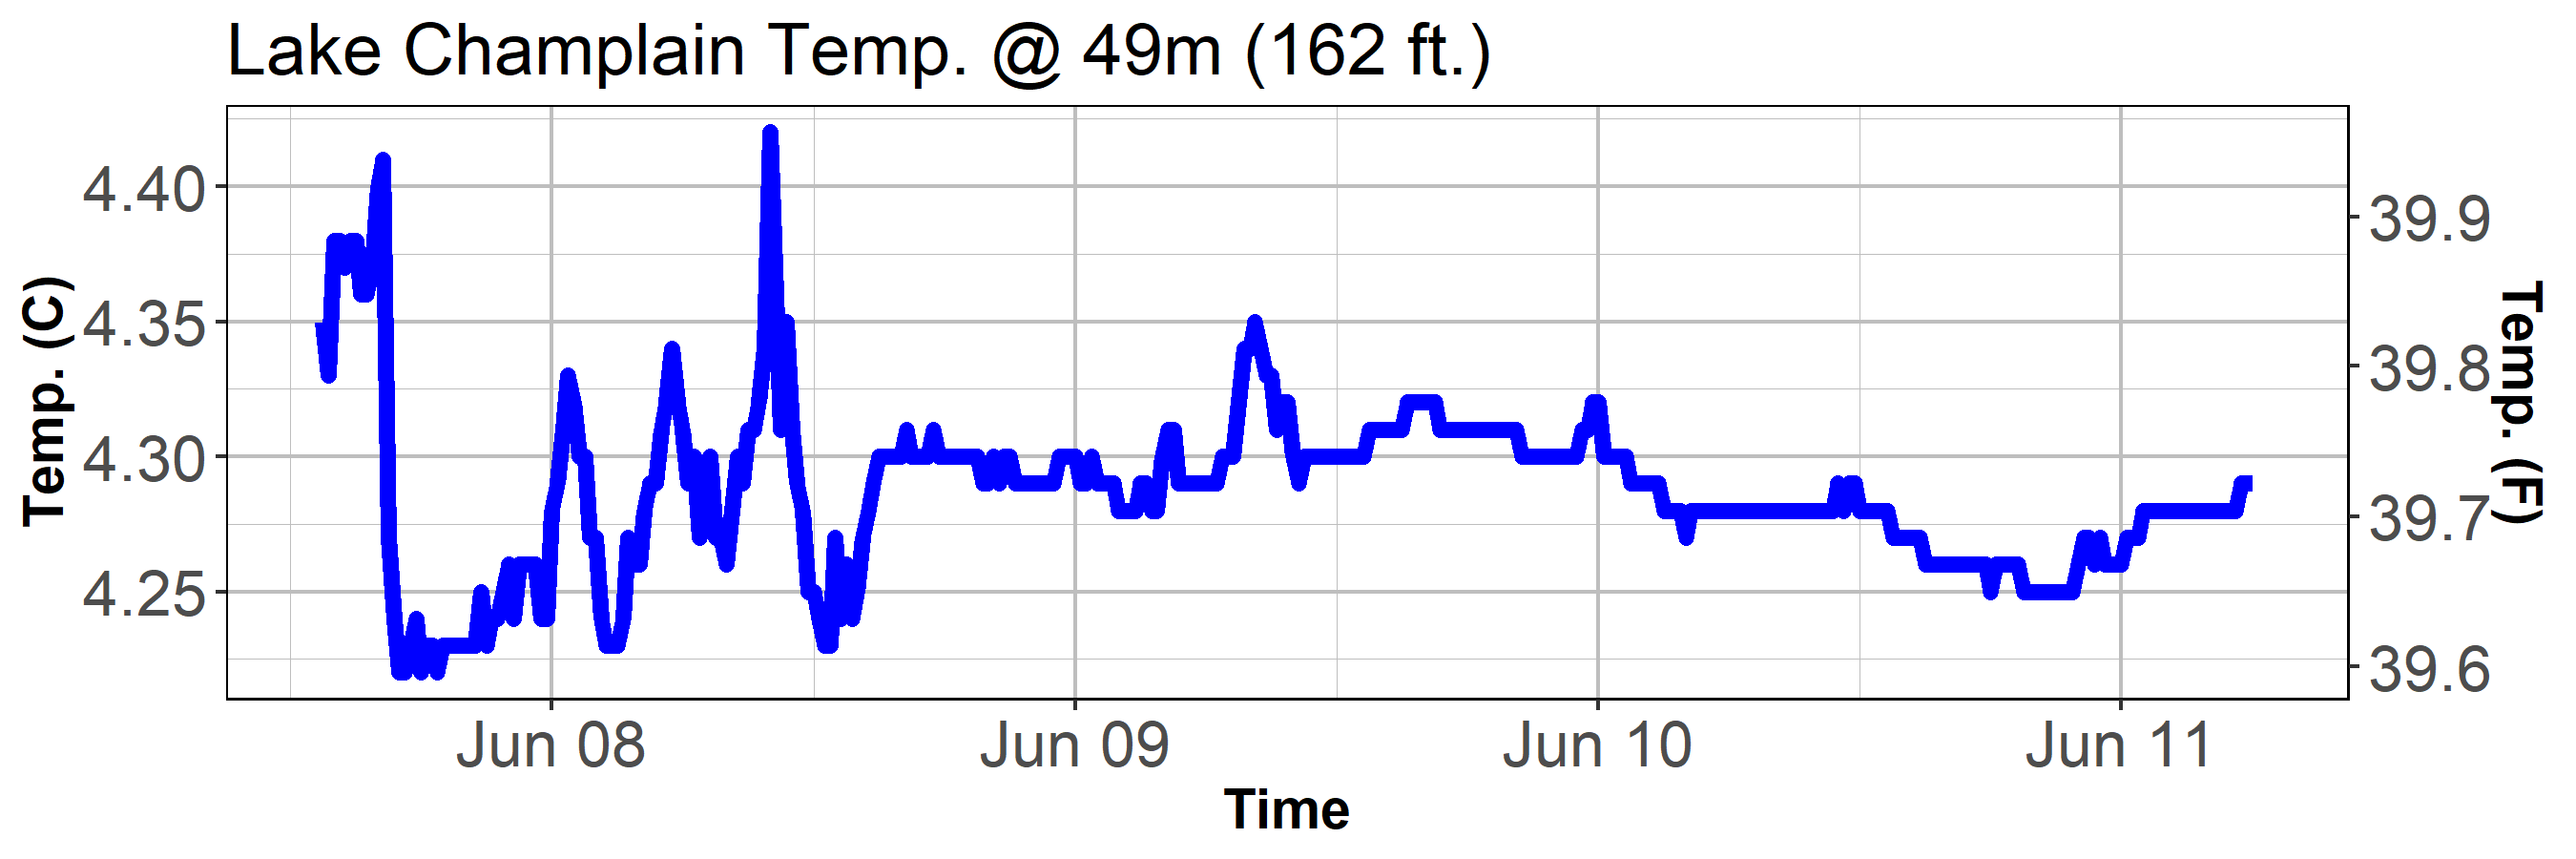 Lake Champlain Temp. @ 49m (162 ft.)
Temp. (C)
4.40
4.35
4.30
4.25
39.9
39.8
39.7
39.6
Temp. (F)
Jun 08 Jun 09 Jun 10 Jun 11
Time